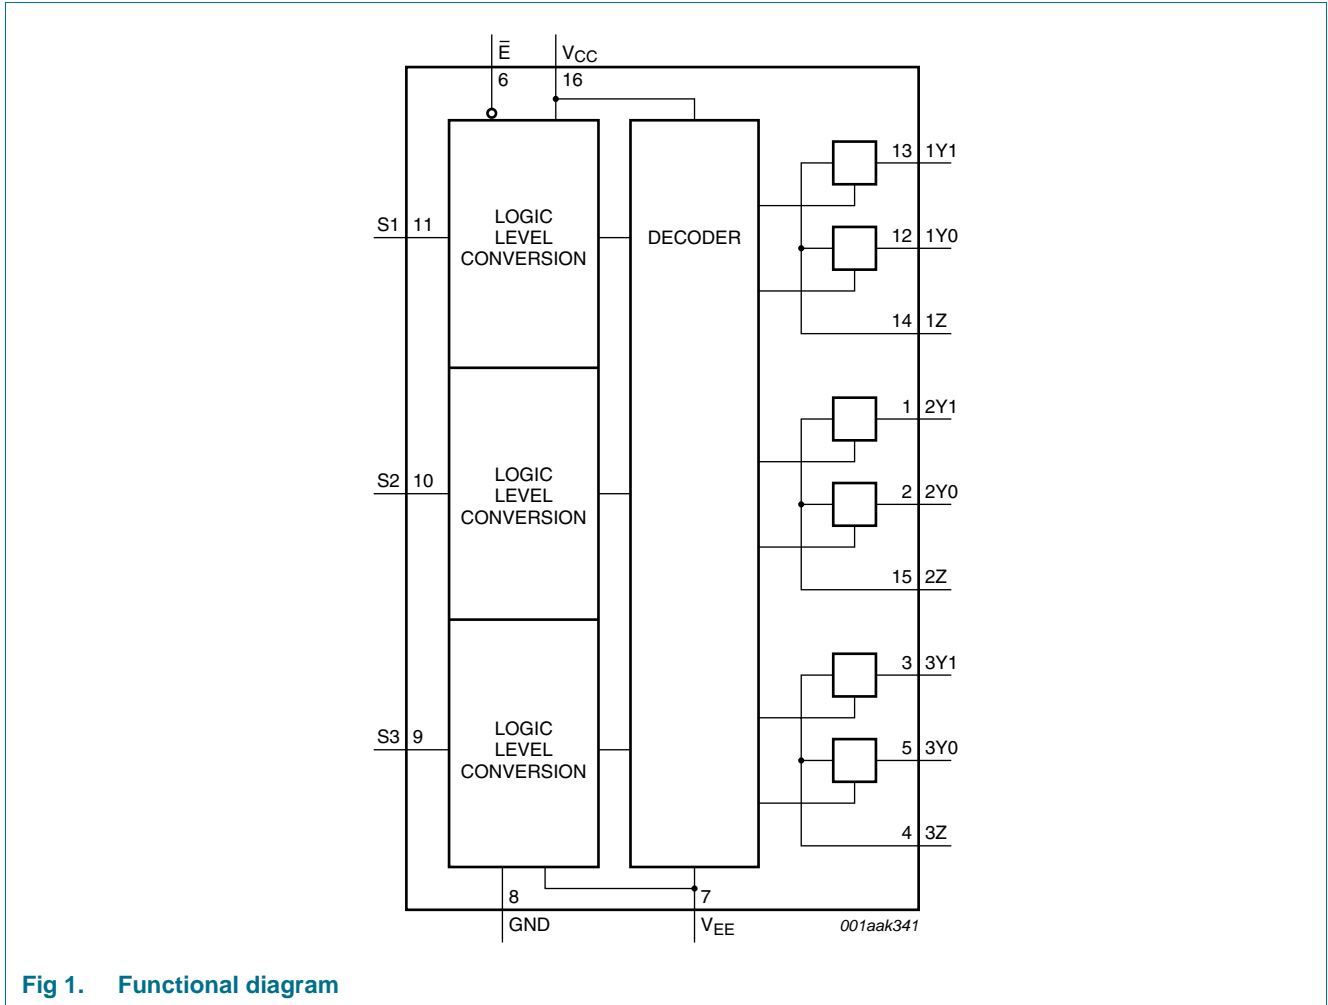 E̅ VCC
6 16
13 1Y1
S1 11
LOGIC
LEVEL
CONVERSION
DECODER
12 1Y0
14 1Z
1 2Y1
S2 10
LOGIC
LEVEL
CONVERSION
2 2Y0
15 2Z
3 3Y1
S3 9
LOGIC
LEVEL
CONVERSION
5 3Y0
4 3Z
8 7
GND VEE 001aak341
Fig 1. Functional diagram